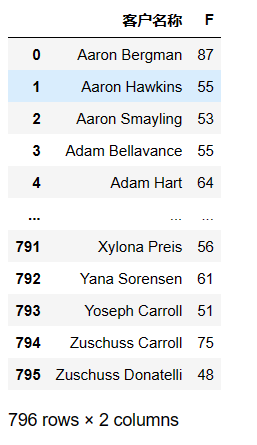 客户名称 F
0 Aaron Bergman 87
1 Aaron Hawkins 55
2 Aaron Smayling 53
3 Adam Bellavance 55
4 Adam Hart 64
... ... ...
791 Xylona Preis 56
792 Yana Sorensen 61
793 Yoseph Carroll 51
794 Zuschuss Carroll 75
795 Zuschuss Donatelli 48
796 rows × 2 columns